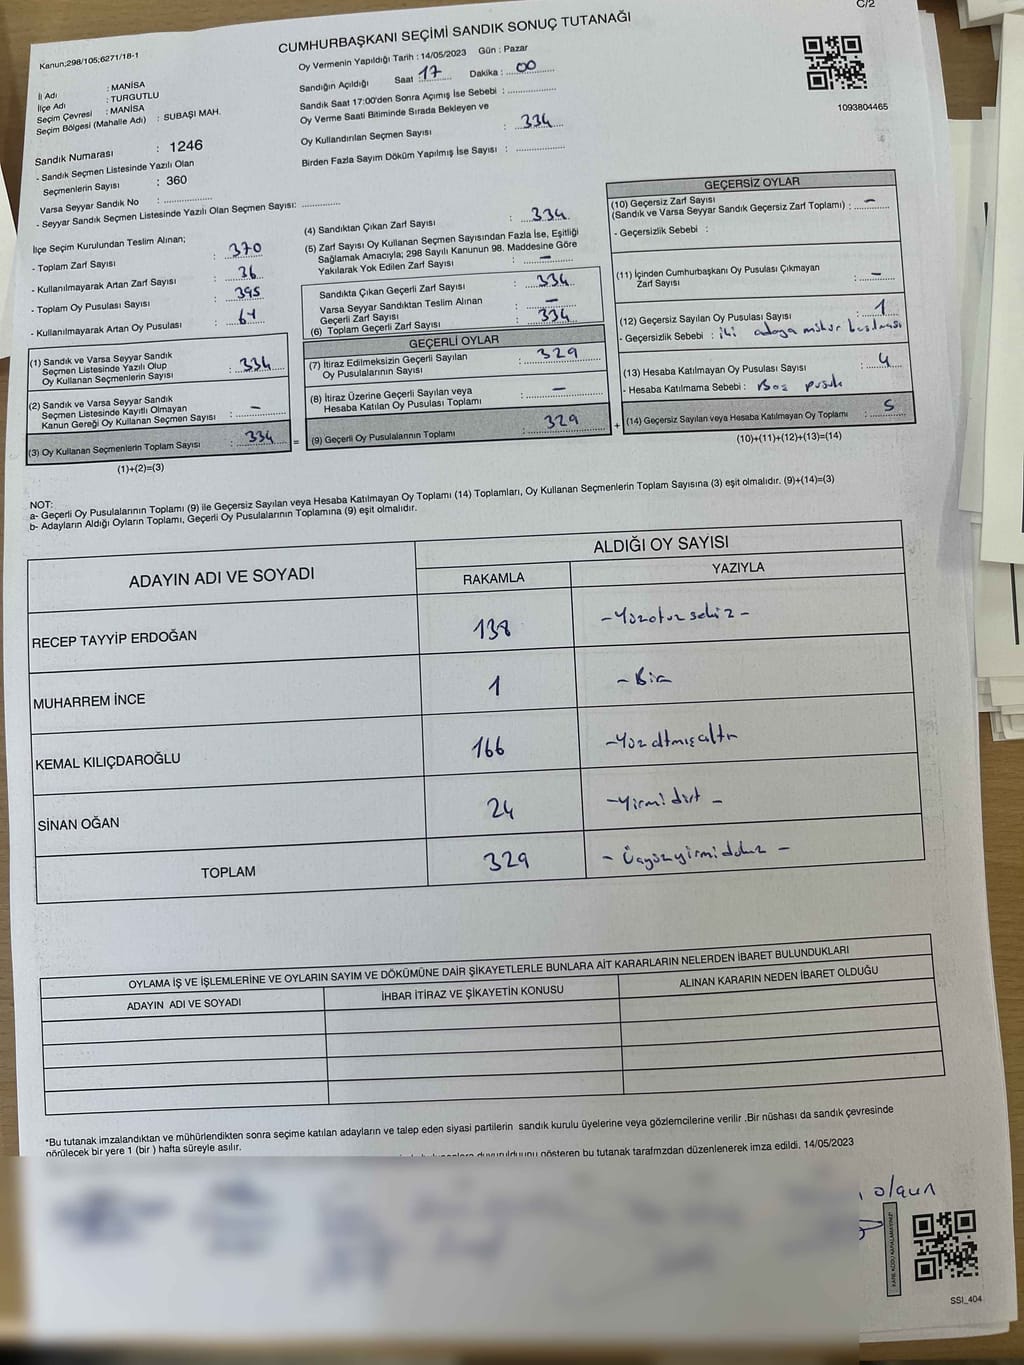 C/2
Kanun;298/105;6271/18-1
CUMHURBAŞKANI SEÇİMİ SANDIK SONUÇ TUTANAĞI
Oy Vermenin Yapıldığı Tarih : 14/05/2023 Gün : Pazar
İl Adı : MANİSA
İlçe Adı : TURGUTLU
Seçim Çevresi : MANİSA
Seçim Bölgesi (Mahalle Adı) : SUBAŞI MAH.
Sandığın Açıldığı Saat 17 Dakika : 00
Sandık Saat 17:00'den Sonra Açımış İse Sebebi :
Oy Verme Saati Bitiminde Sırada Bekleyen ve
Oy Kullandırılan Seçmen Sayısı : 334
Birden Fazla Sayım Döküm Yapılmış İse Sayısı :
1093804465
Sandık Numarası : 1246
- Sandık Seçmen Listesinde Yazılı Olan
Seçmenlerin Sayısı : 360
Varsa Seyyar Sandık No :
- Seyyar Sandık Seçmen Listesinde Yazılı Olan Seçmen Sayısı:
İlçe Seçim Kurulundan Teslim Alınan;
- Toplam Zarf Sayısı : 370
- Kullanılmayarak Artan Zarf Sayısı : 36
- Toplam Oy Pusulası Sayısı : 395
- Kullanılmayarak Artan Oy Pusulası : 61
(1) Sandık ve Varsa Seyyar Sandık
Seçmen Listesinde Yazılı Olup
Oy Kullanan Seçmenlerin Sayısı : 334
(2) Sandık ve Varsa Seyyar Sandık
Seçmen Listesinde Kayıtlı Olmayan
Kanun Gereği Oy Kullanan Seçmen Sayısı : -
(3) Oy Kullanan Seçmenlerin Toplam Sayısı : 334 =
(1)+(2)=(3)
(4) Sandıktan Çıkan Zarf Sayısı : 334
(5) Zarf Sayısı Oy Kullanan Seçmen Sayısından Fazla İse, Eşitliği
Sağlamak Amacıyla; 298 Sayılı Kanunun 98. Maddesine Göre
Yakılarak Yok Edilen Zarf Sayısı : -
Sandıkta Çıkan Geçerli Zarf Sayısı : 334
Varsa Seyyar Sandıktan Teslim Alınan
Geçerli Zarf Sayısı : -
(6) Toplam Geçerli Zarf Sayısı : 334
GEÇERLİ OYLAR
(7) İtiraz Edilmeksizin Geçerli Sayılan
Oy Pusulalarının Sayısı : 329
(8) İtiraz Üzerine Geçerli Sayılan veya
Hesaba Katılan Oy Pusulası Toplamı : -
(9) Geçerli Oy Pusulalarının Toplamı : 329 +
GEÇERSİZ OYLAR
(10) Geçersiz Zarf Sayısı
(Sandık ve Varsa Seyyar Sandık Geçersiz Zarf Toplamı) : -
- Geçersizlik Sebebi :
(11) İçinden Cumhurbaşkanı Oy Pusulası Çıkmayan
Zarf Sayısı : -
(12) Geçersiz Sayılan Oy Pusulası Sayısı : 1
- Geçersizlik Sebebi : iki adaya mühür basılması
(13) Hesaba Katılmayan Oy Pusulası Sayısı : 4
- Hesaba Katılmama Sebebi : Boş pusula
(14) Geçersiz Sayılan veya Hesaba Katılmayan Oy Toplamı : 5
(10)+(11)+(12)+(13)=(14)
NOT:
a- Geçerli Oy Pusulalarının Toplamı (9) ile Geçersiz Sayılan veya Hesaba Katılmayan Oy Toplamı (14) Toplamları, Oy Kullanan Seçmenlerin Toplam Sayısına (3) eşit olmalıdır. (9)+(14)=(3)
b- Adayların Aldığı Oyların Toplamı, Geçerli Oy Pusulalarının Toplamına (9) eşit olmalıdır.
ADAYIN ADI VE SOYADI
ALDIĞI OY SAYISI
RAKAMLA YAZIYLA
RECEP TAYYİP ERDOĞAN 138 -Yüzotuzsekiz-
MUHARREM İNCE 1 -Bir
KEMAL KILIÇDAROĞLU 166 -Yüzaltmışaltı
SİNAN OĞAN 24 -Yirmidört-
TOPLAM 329 -Üçyüzyirmidokuz-
OYLAMA İŞ VE İŞLEMLERİNE VE OYLARIN SAYIM VE DÖKÜMÜNE DAİR ŞİKAYETLERLE BUNLARA AİT KARARLARIN NELERDEN İBARET BULUNDUKLARI
ADAYIN ADI VE SOYADI İHBAR İTİRAZ VE ŞİKAYETİN KONUSU ALINAN KARARIN NEDEN İBARET OLDUĞU
*Bu tutanak imzalandıktan ve mühürlendikten sonra seçime katılan adayların ve talep eden siyasi partilerin sandık kurulu üyelerine veya gözlemcilerine verilir .Bir nüshası da sandık çevresinde
görülecek bir yere 1 (bir ) hafta süreyle asılır.
duyurulduğunu gösteren bu tutanak tarafımzdan düzenlenerek imza edildi. 14/05/2023
olgun
SSI_404